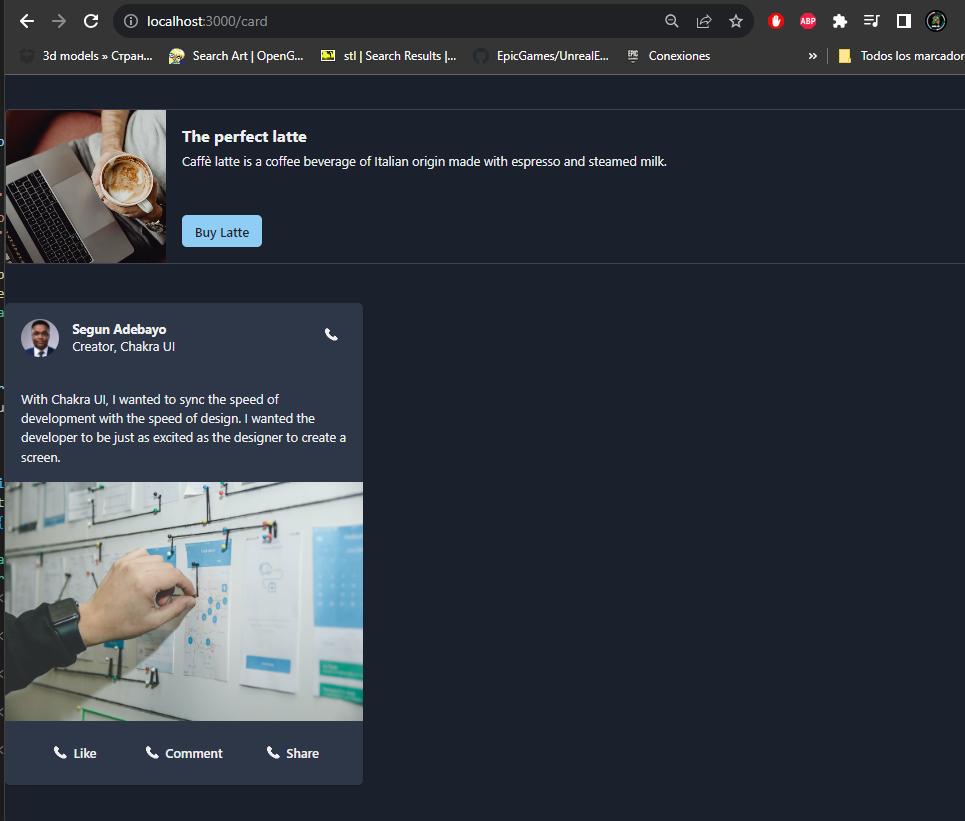 localhost:3000/card
ABP
3d models » Стран...
Search Art | OpenG...
stl | Search Results |...
EpicGames/UnrealE...
EPIC
Conexiones
»
Todos los marcador
The perfect latte
Caffè latte is a coffee beverage of Italian origin made with espresso and steamed milk.
Buy Latte
Segun Adebayo
Creator, Chakra UI
With Chakra UI, I wanted to sync the speed of
development with the speed of design. I wanted the
developer to be just as excited as the designer to create a
screen.
Like
Comment
Share